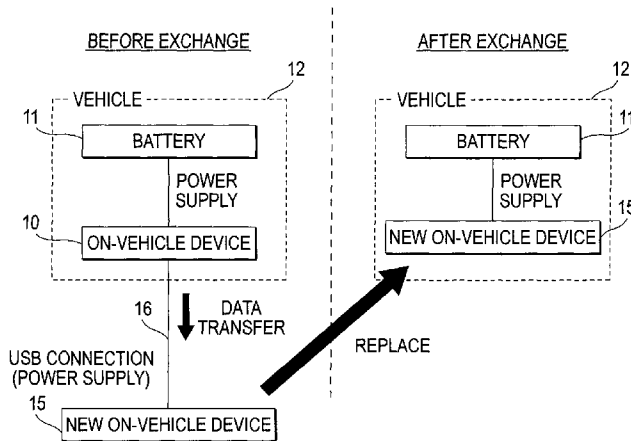 BEFORE EXCHANGE
12
VEHICLE
11
BATTERY
POWER
SUPPLY
10
ON-VEHICLE DEVICE
16
DATA
TRANSFER
USB CONNECTION
(POWER SUPPLY)
15
NEW ON-VEHICLE DEVICE
REPLACE
AFTER EXCHANGE
12
VEHICLE
11
BATTERY
POWER
SUPPLY
15
NEW ON-VEHICLE DEVICE